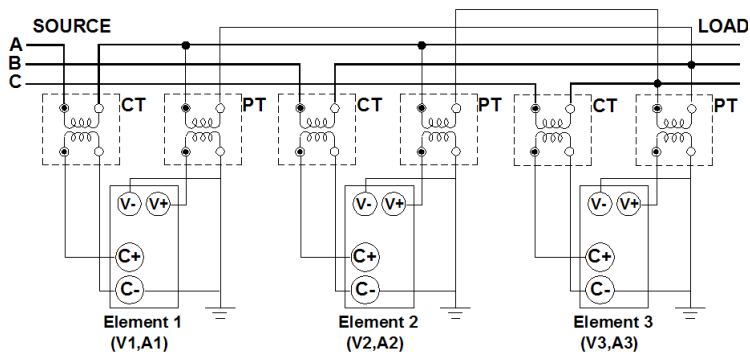 SOURCE LOAD
A
B
C
CT PT CT PT CT PT
V- V+ V- V+ V- V+
C+ C+ C+
C- C- C-
Element 1 Element 2 Element 3
(V1,A1) (V2,A2) (V3,A3)